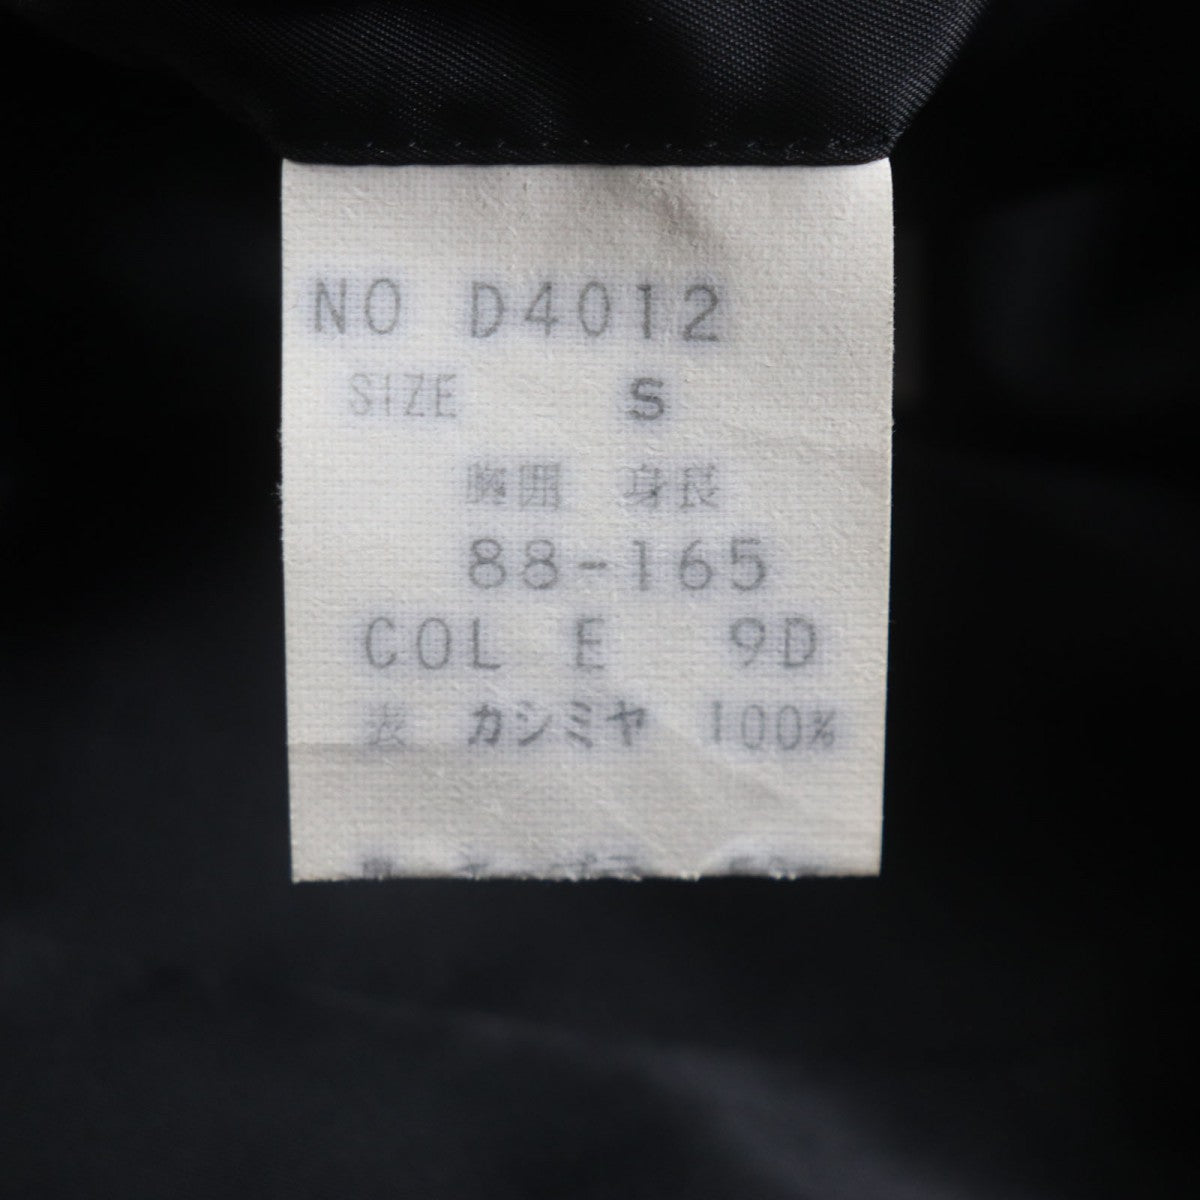 NO D4012
SIZE S
胸囲 身長
88-165
COL E 9D
表 カシミヤ 100%